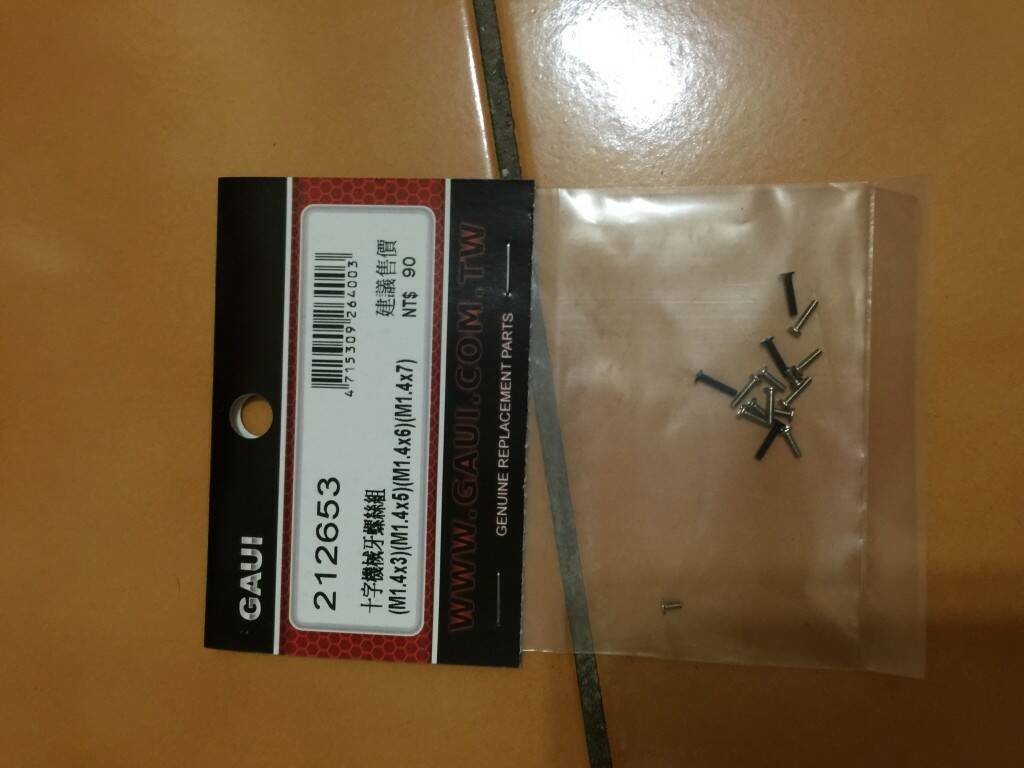 GAUI
212653
4715309264003
十字機械牙螺絲組
(M1.4x3)(M1.4x5)(M1.4x6)(M1.4x7)
建議售價
NT$ 90
WWW.GAUI.COM.TW
GENUINE REPLACEMENT PARTS